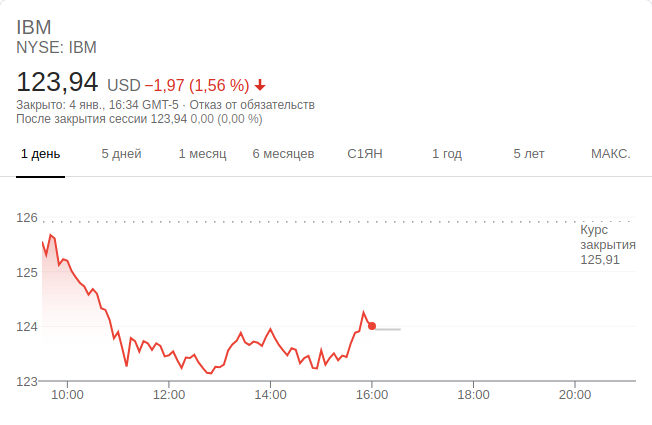 IBM
NYSE: IBM
123,94 USD −1,97 (1,56 %)
Закрыто: 4 янв., 16:34 GMT-5 · Отказ от обязательств
После закрытия сессии 123,94 0,00 (0,00 %)
1 день 5 дней 1 месяц 6 месяцев С1ЯН 1 год 5 лет МАКС.
126
Курс
закрытия
125,91
125
124
123
10:00 12:00 14:00 16:00 18:00 20:00